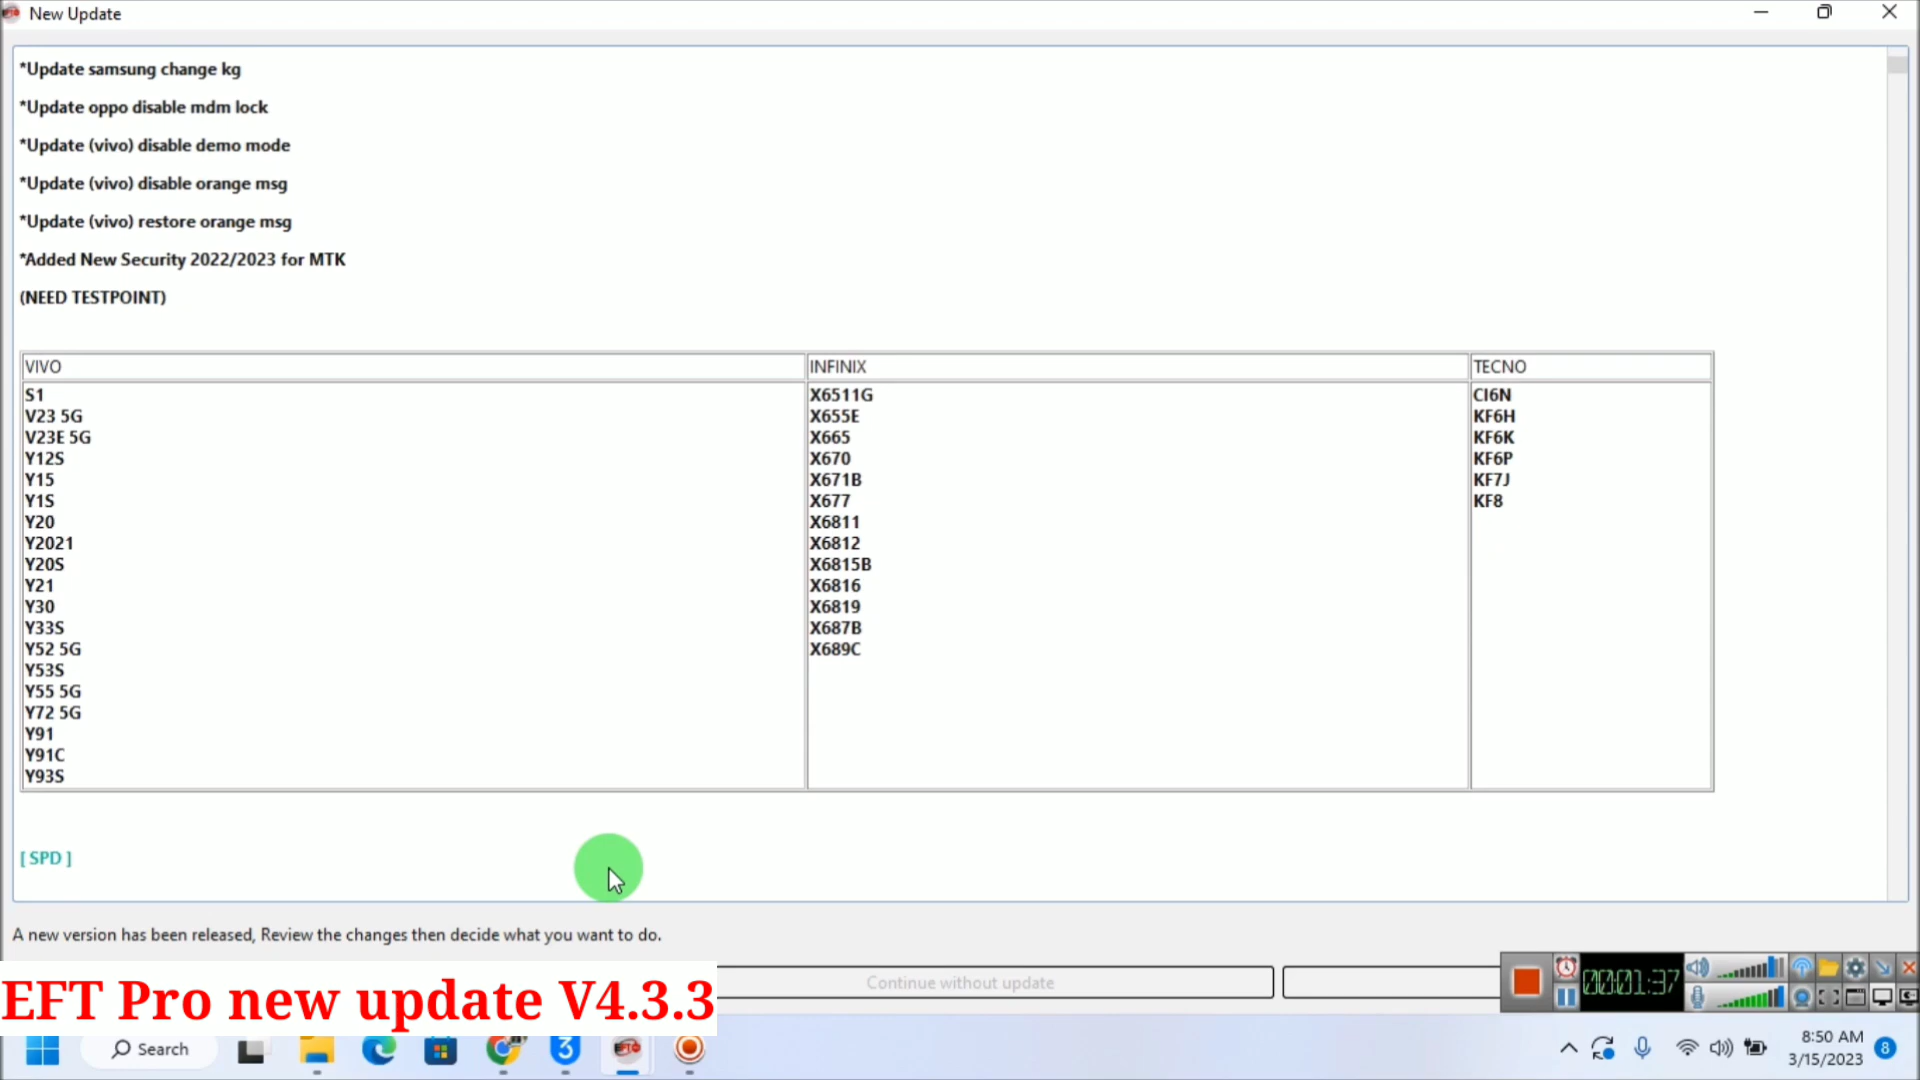 New Update
*Update samsung change kg
*Update oppo disable mdm lock
*Update (vivo) disable demo mode
*Update (vivo) disable orange msg
*Update (vivo) restore orange msg
*Added New Security 2022/2023 for MTK
(NEED TESTPOINT)
VIVO
S1
V23 5G
V23E 5G
Y12S
Y15
Y1S
Y20
Y2021
Y20S
Y21
Y30
Y33S
Y52 5G
Y53S
Y55 5G
Y72 5G
Y91
Y91C
Y93S
INFINIX
X6511G
X655E
X665
X670
X671B
X677
X6811
X6812
X6815B
X6816
X6819
X687B
X689C
TECNO
CI6N
KF6H
KF6K
KF6P
KF7J
KF8
[ SPD ]
A new version has been released, Review the changes then decide what you want to do.
Continue without update
00:01:37
EFT Pro new update V4.3.3
Search
3
EFT
8:50 AM
3/15/2023
8